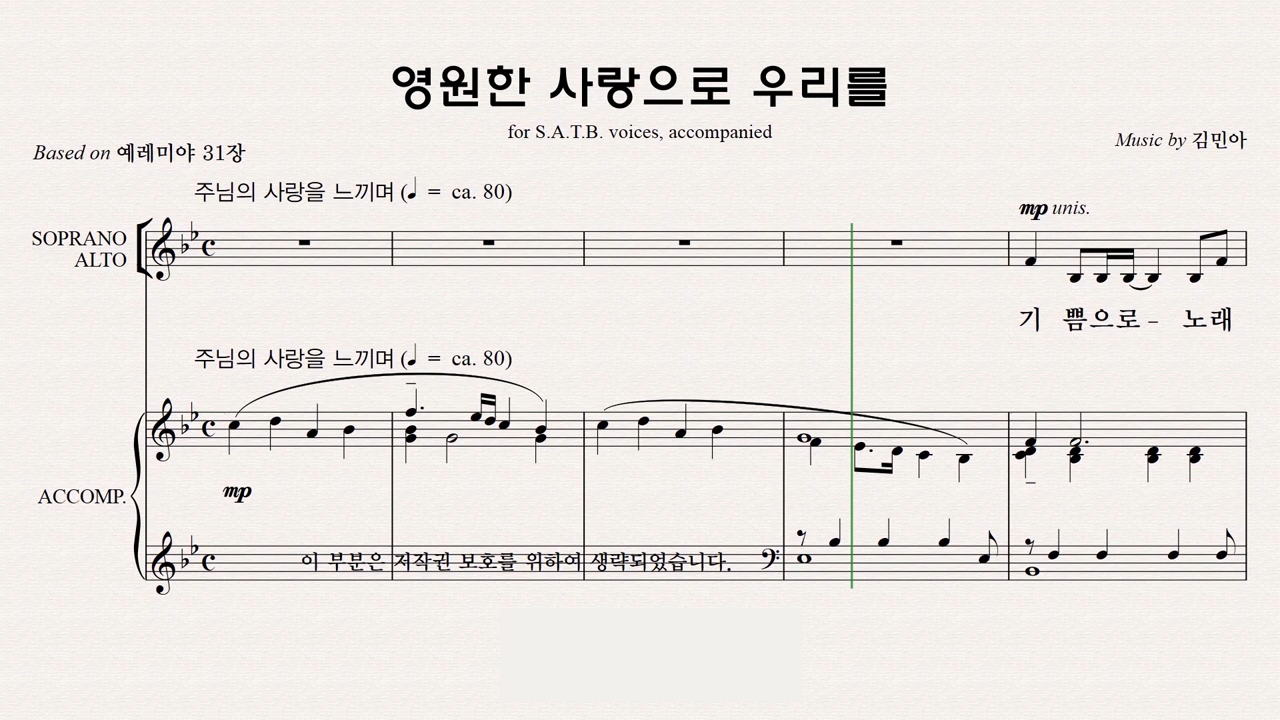 영원한 사랑으로 우리를
for S.A.T.B. voices, accompanied
Based on 예레미야 31장
Music by 김민아
주님의 사랑을 느끼며 (♩ = ca. 80)
mp unis.
SOPRANO
ALTO
기 쁨으로- 노래
주님의 사랑을 느끼며 (♩ = ca. 80)
mp
ACCOMP.
이 부분은 저작권 보호를 위하여 생략되었습니다.